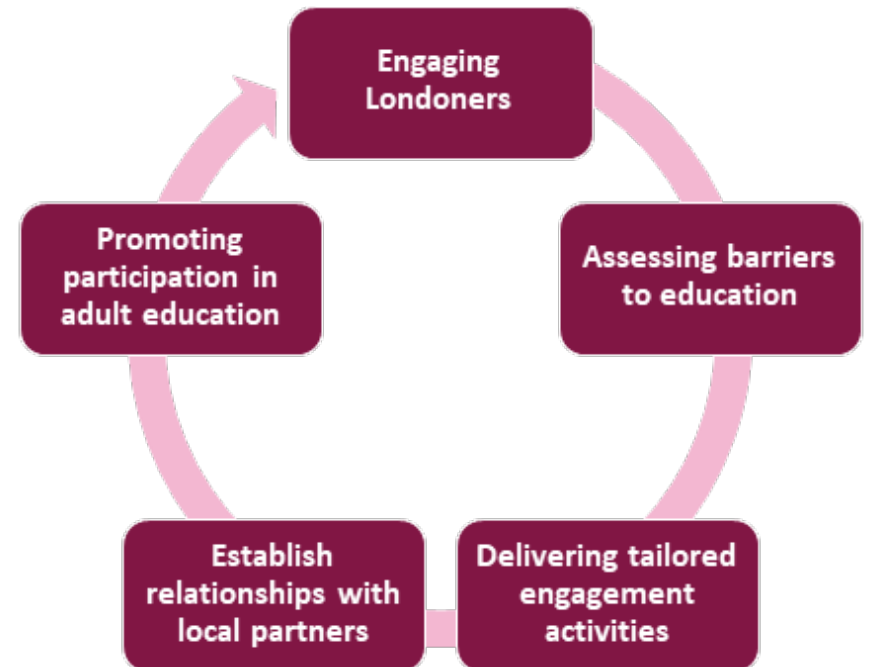 Engaging
Londoners
Assessing barriers
to education
Delivering tailored
engagement
activities
Establish
relationships with
local partners
Promoting
participation in
adult education